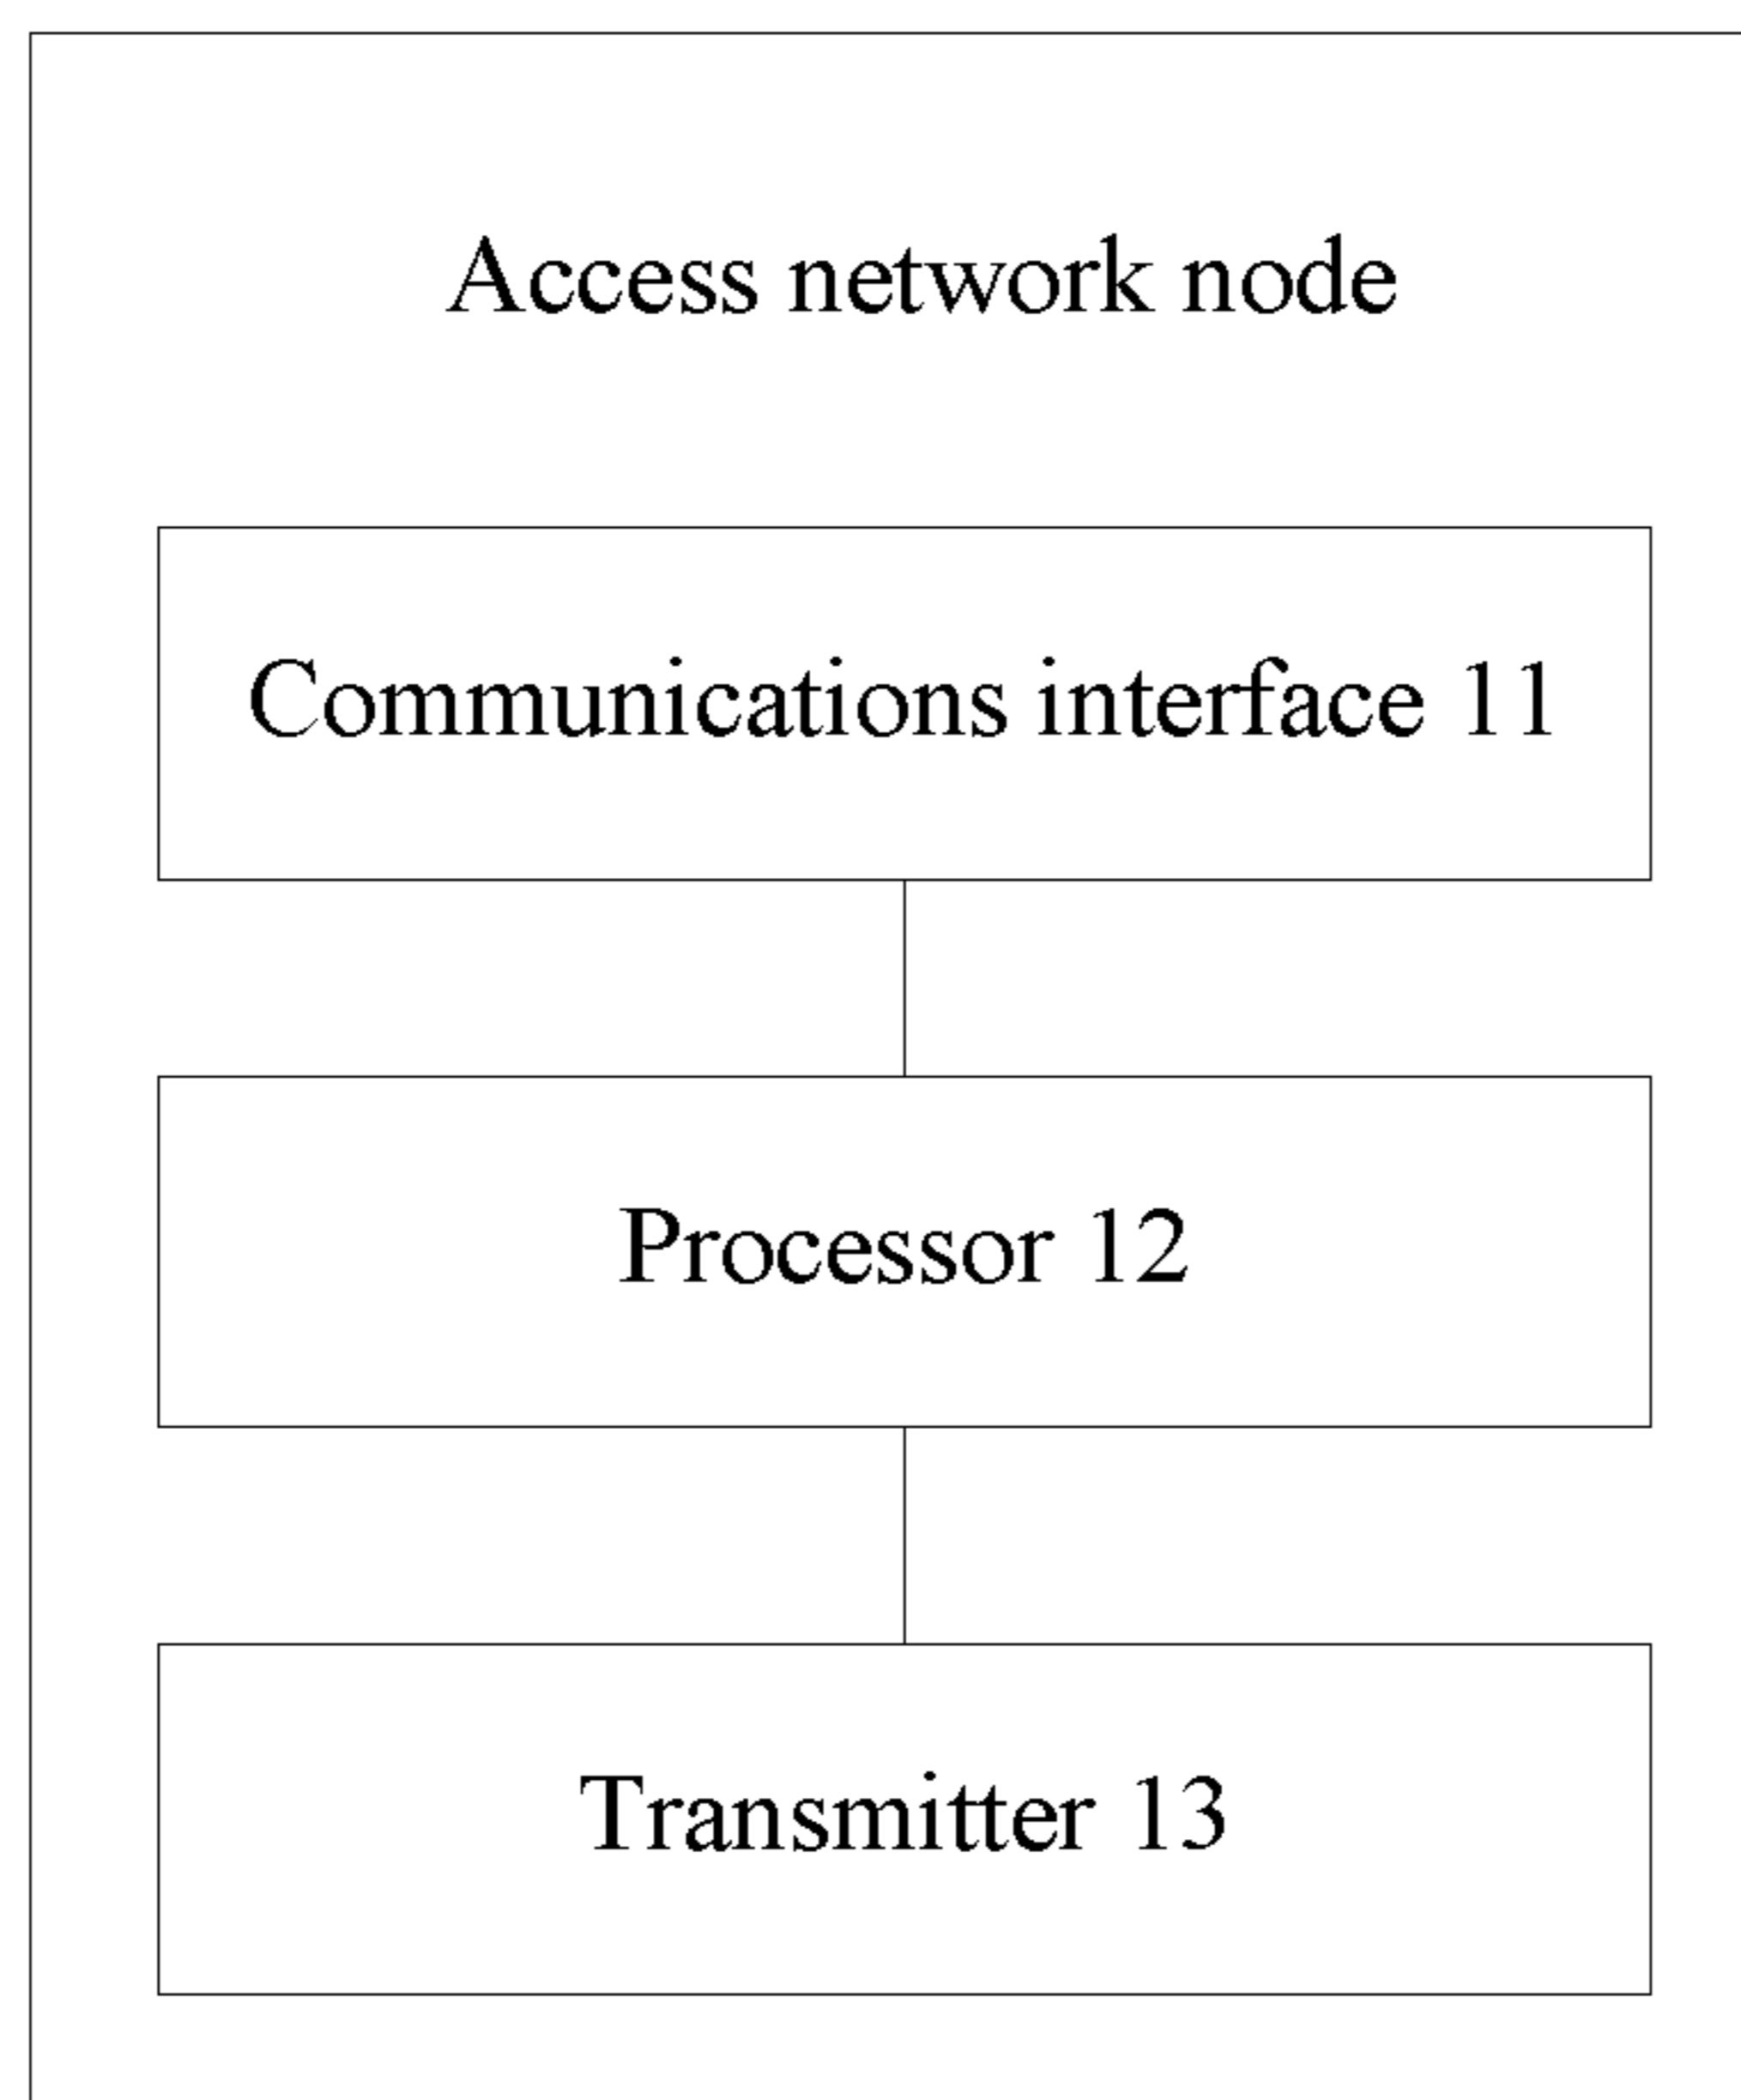 Access network node
Communications interface 11
Processor 12
Transmitter 13